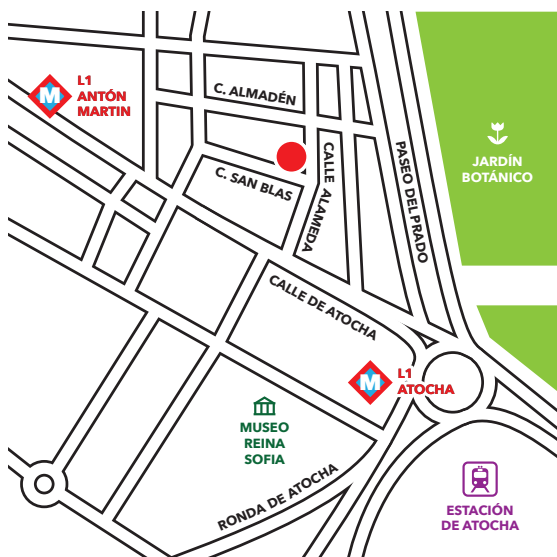 L1
ANTÓN
MARTIN
M
C. ALMADÉN
JARDÍN
BOTÁNICO
CALLE ALAMEDA
PASEO DEL PRADO
C. SAN BLAS
CALLE DE ATOCHA
M
L1
ATOCHA
MUSEO
REINA
SOFIA
RONDA DE ATOCHA
ESTACIÓN
DE ATOCHA